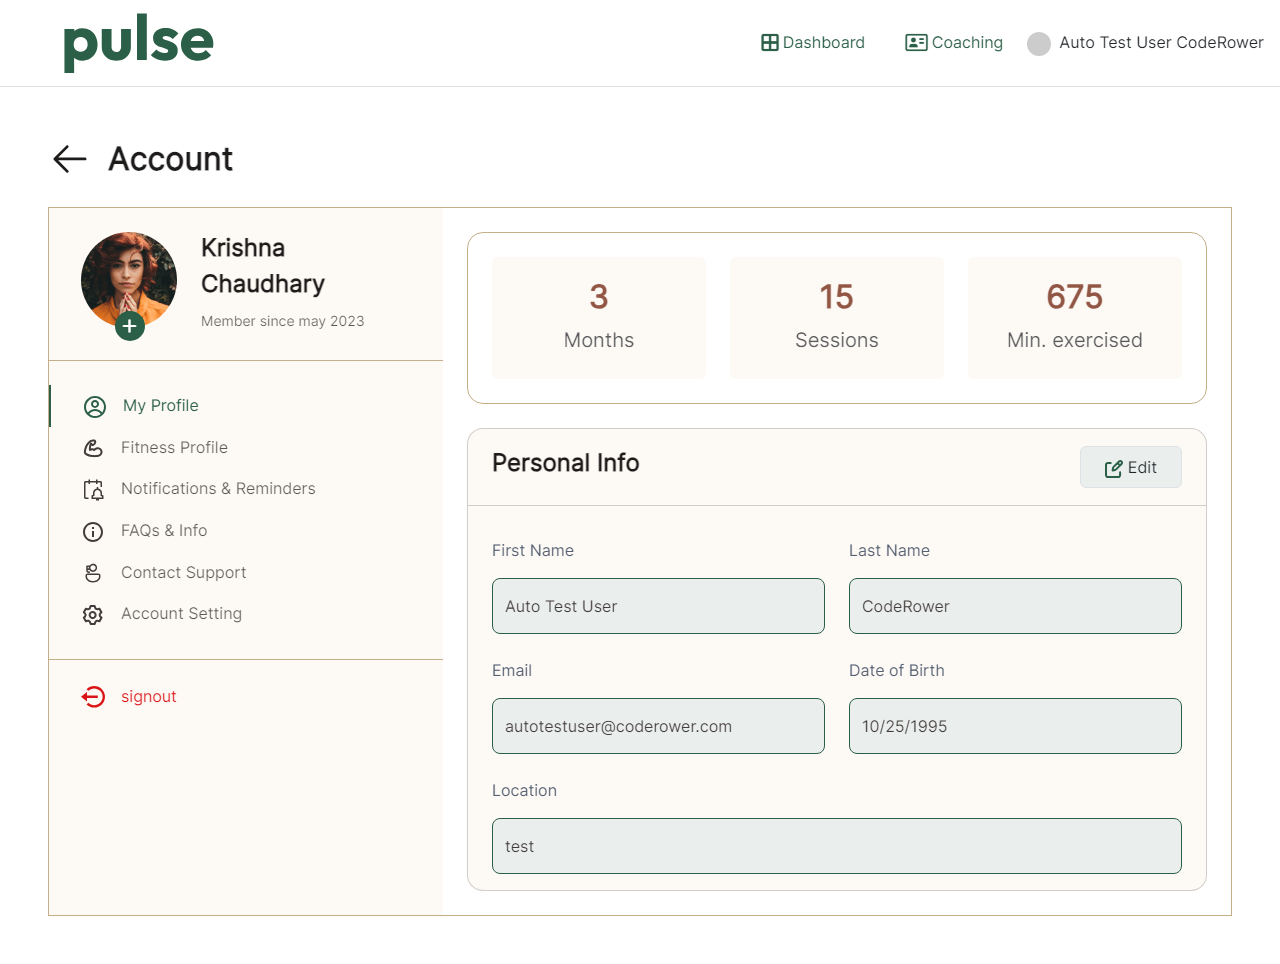 pulse
Dashboard
Coaching
Auto Test User CodeRower
Account
Krishna
Chaudhary
Member since may 2023
My Profile
Fitness Profile
Notifications & Reminders
FAQs & Info
Contact Support
Account Setting
signout
3
Months
15
Sessions
675
Min. exercised
Personal Info
Edit
First Name
Last Name
Auto Test User
CodeRower
Email
Date of Birth
autotestuser@coderower.com
10/25/1995
Location
test